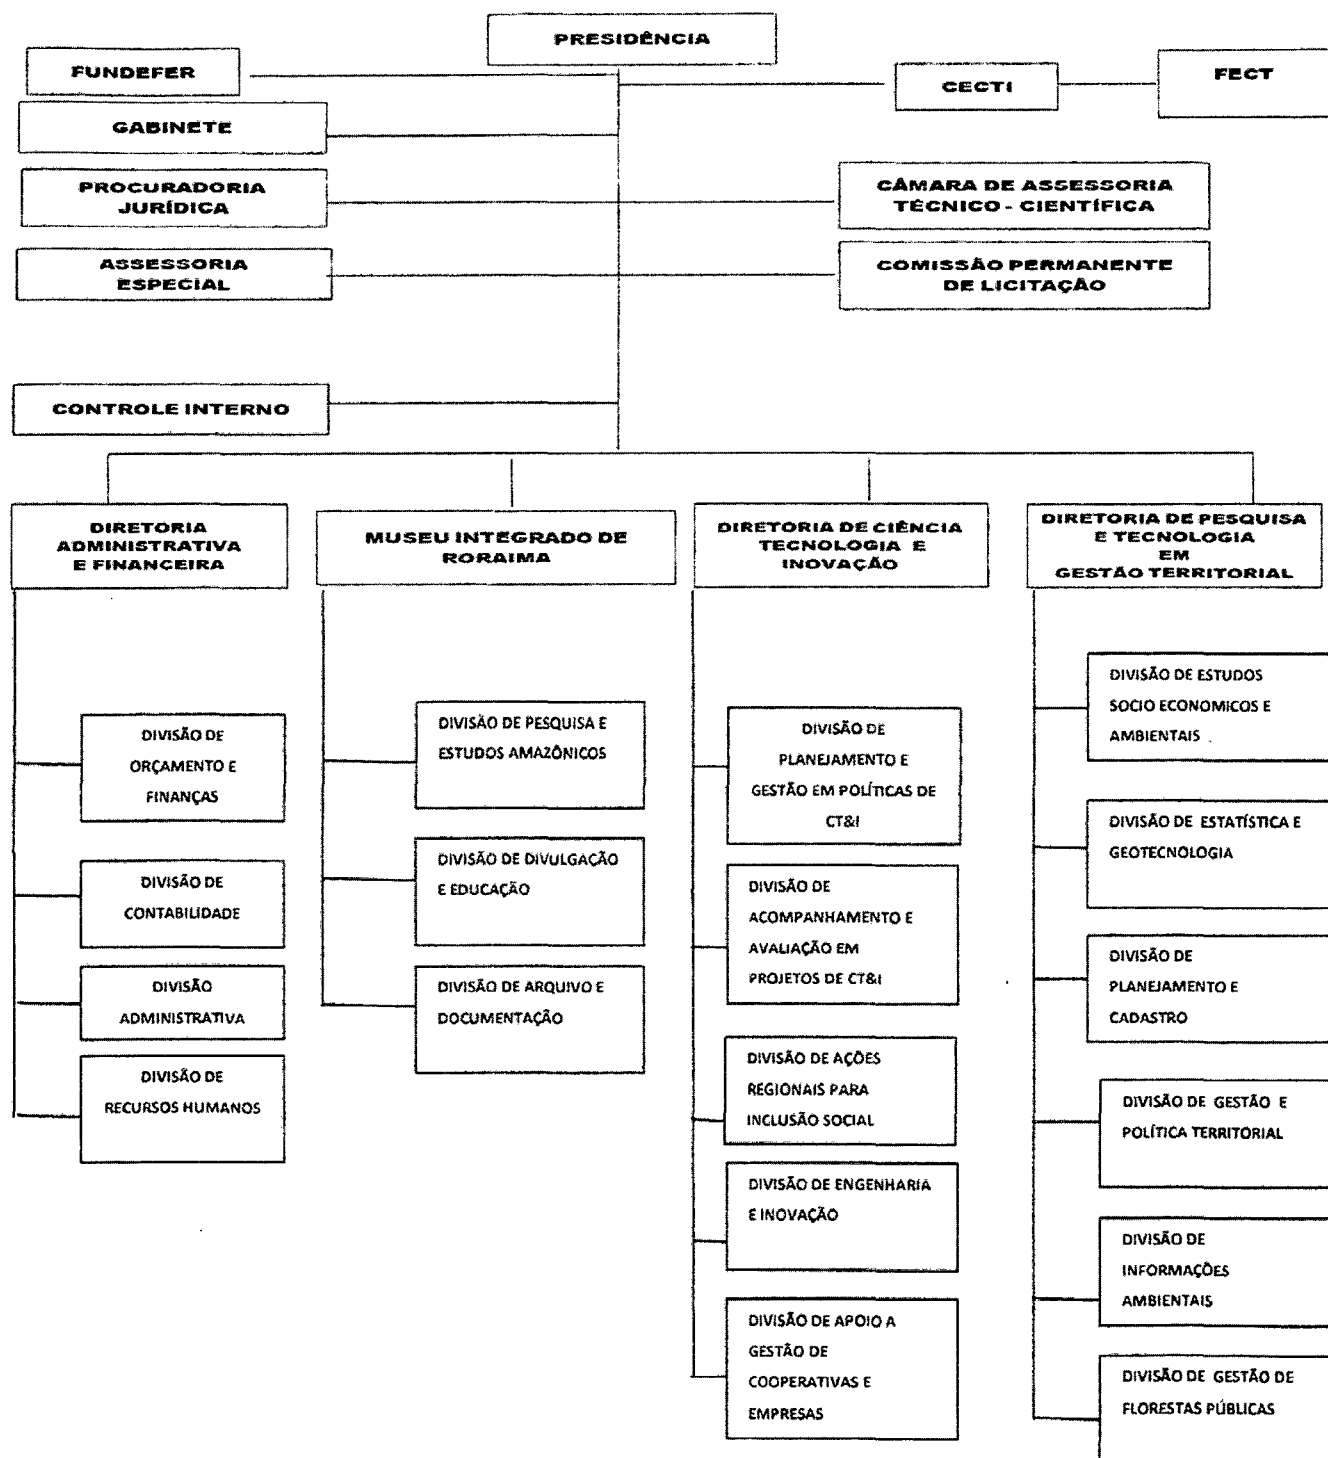 PRESIDÊNCIA
FUNDEFER
CECTI
FECT
GABINETE
PROCURADORIA
JURÍDICA
CÂMARA DE ASSESSORIA
TÉCNICO - CIENTÍFICA
ASSESSORIA
ESPECIAL
COMISSÃO PERMANENTE
DE LICITAÇÃO
CONTROLE INTERNO
DIRETORIA
ADMINISTRATIVA
E FINANCEIRA
MUSEU INTEGRADO DE
RORAIMA
DIRETORIA DE CIÊNCIA
TECNOLOGIA E
INOVAÇÃO
DIRETORIA DE PESQUISA
E TECNOLOGIA
EM
GESTÃO TERRITORIAL
DIVISÃO DE
ORÇAMENTO E
FINANÇAS
DIVISÃO DE
CONTABILIDADE
DIVISÃO
ADMINISTRATIVA
DIVISÃO DE
RECURSOS HUMANOS
DIVISÃO DE PESQUISA E
ESTUDOS AMAZÔNICOS
DIVISÃO DE DIVULGAÇÃO
E EDUCAÇÃO
DIVISÃO DE ARQUIVO E
DOCUMENTAÇÃO
DIVISÃO DE
PLANEJAMENTO E
GESTÃO EM POLÍTICAS DE
CT&I
DIVISÃO DE
ACOMPANHAMENTO E
AVALIAÇÃO EM
PROJETOS DE CT&I
DIVISÃO DE AÇÕES
REGIONAIS PARA
INCLUSÃO SOCIAL
DIVISÃO DE ENGENHARIA
E INOVAÇÃO
DIVISÃO DE APOIO A
GESTÃO DE
COOPERATIVAS E
EMPRESAS
DIVISÃO DE ESTUDOS
SOCIO ECONOMICOS E
AMBIENTAIS
DIVISÃO DE ESTATÍSTICA E
GEOTECNOLOGIA
DIVISÃO DE
PLANEJAMENTO E
CADASTRO
DIVISÃO DE GESTÃO E
POLÍTICA TERRITORIAL
DIVISÃO DE
INFORMAÇÕES
AMBIENTAIS
DIVISÃO DE GESTÃO DE
FLORESTAS PÚBLICAS